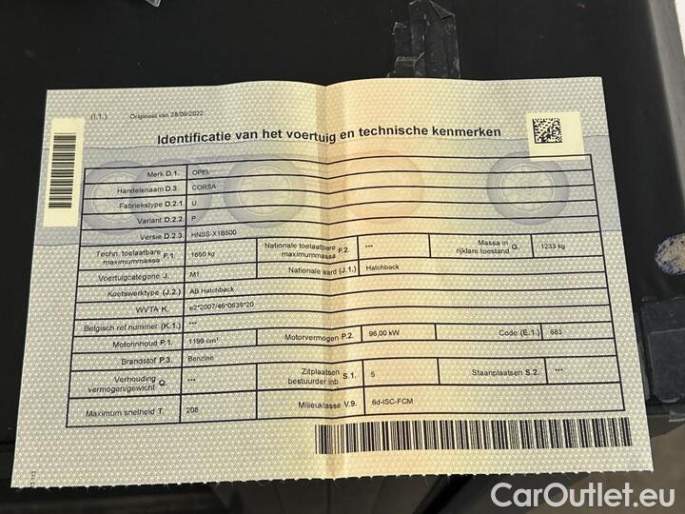 (I.1.) Origineel van 28/09/2022
Identificatie van het voertuig en technische kenmerken
Merk D.1. OPEL
Handelsnaam D.3. CORSA
Fabriekstype D.2.1. U
Variant D.2.2. P
Versie D.2.3. HNSS-X1B500
Techn. toelaatbare maximummassa F.1. 1650 kg Nationale toelaatbare maximummassa F.2. *** Massa in rijklare toestand G. 1233 kg
Voertuigcategorie J. M1 Nationale aard (J.1.) Hatchback
Koetswerktype (J.2.) AB Hatchback
WVTA K. e2*2007/46*0639*20
Belgisch ref.nummer (K.1.) ***
Motorinhoud P.1. 1199 cm³ Motorvermogen P.2. 96,00 kW Code (E.1.) 683
Brandstof P.3. Benzine
Verhouding vermogen/gewicht Q. *** Zitplaatsen bestuurder inb. S.1. 5 Staanplaatsen S.2. ***
Maximum snelheid T. 208 Milieuklasse V.9. 6d-ISC-FCM
CarOutlet.eu